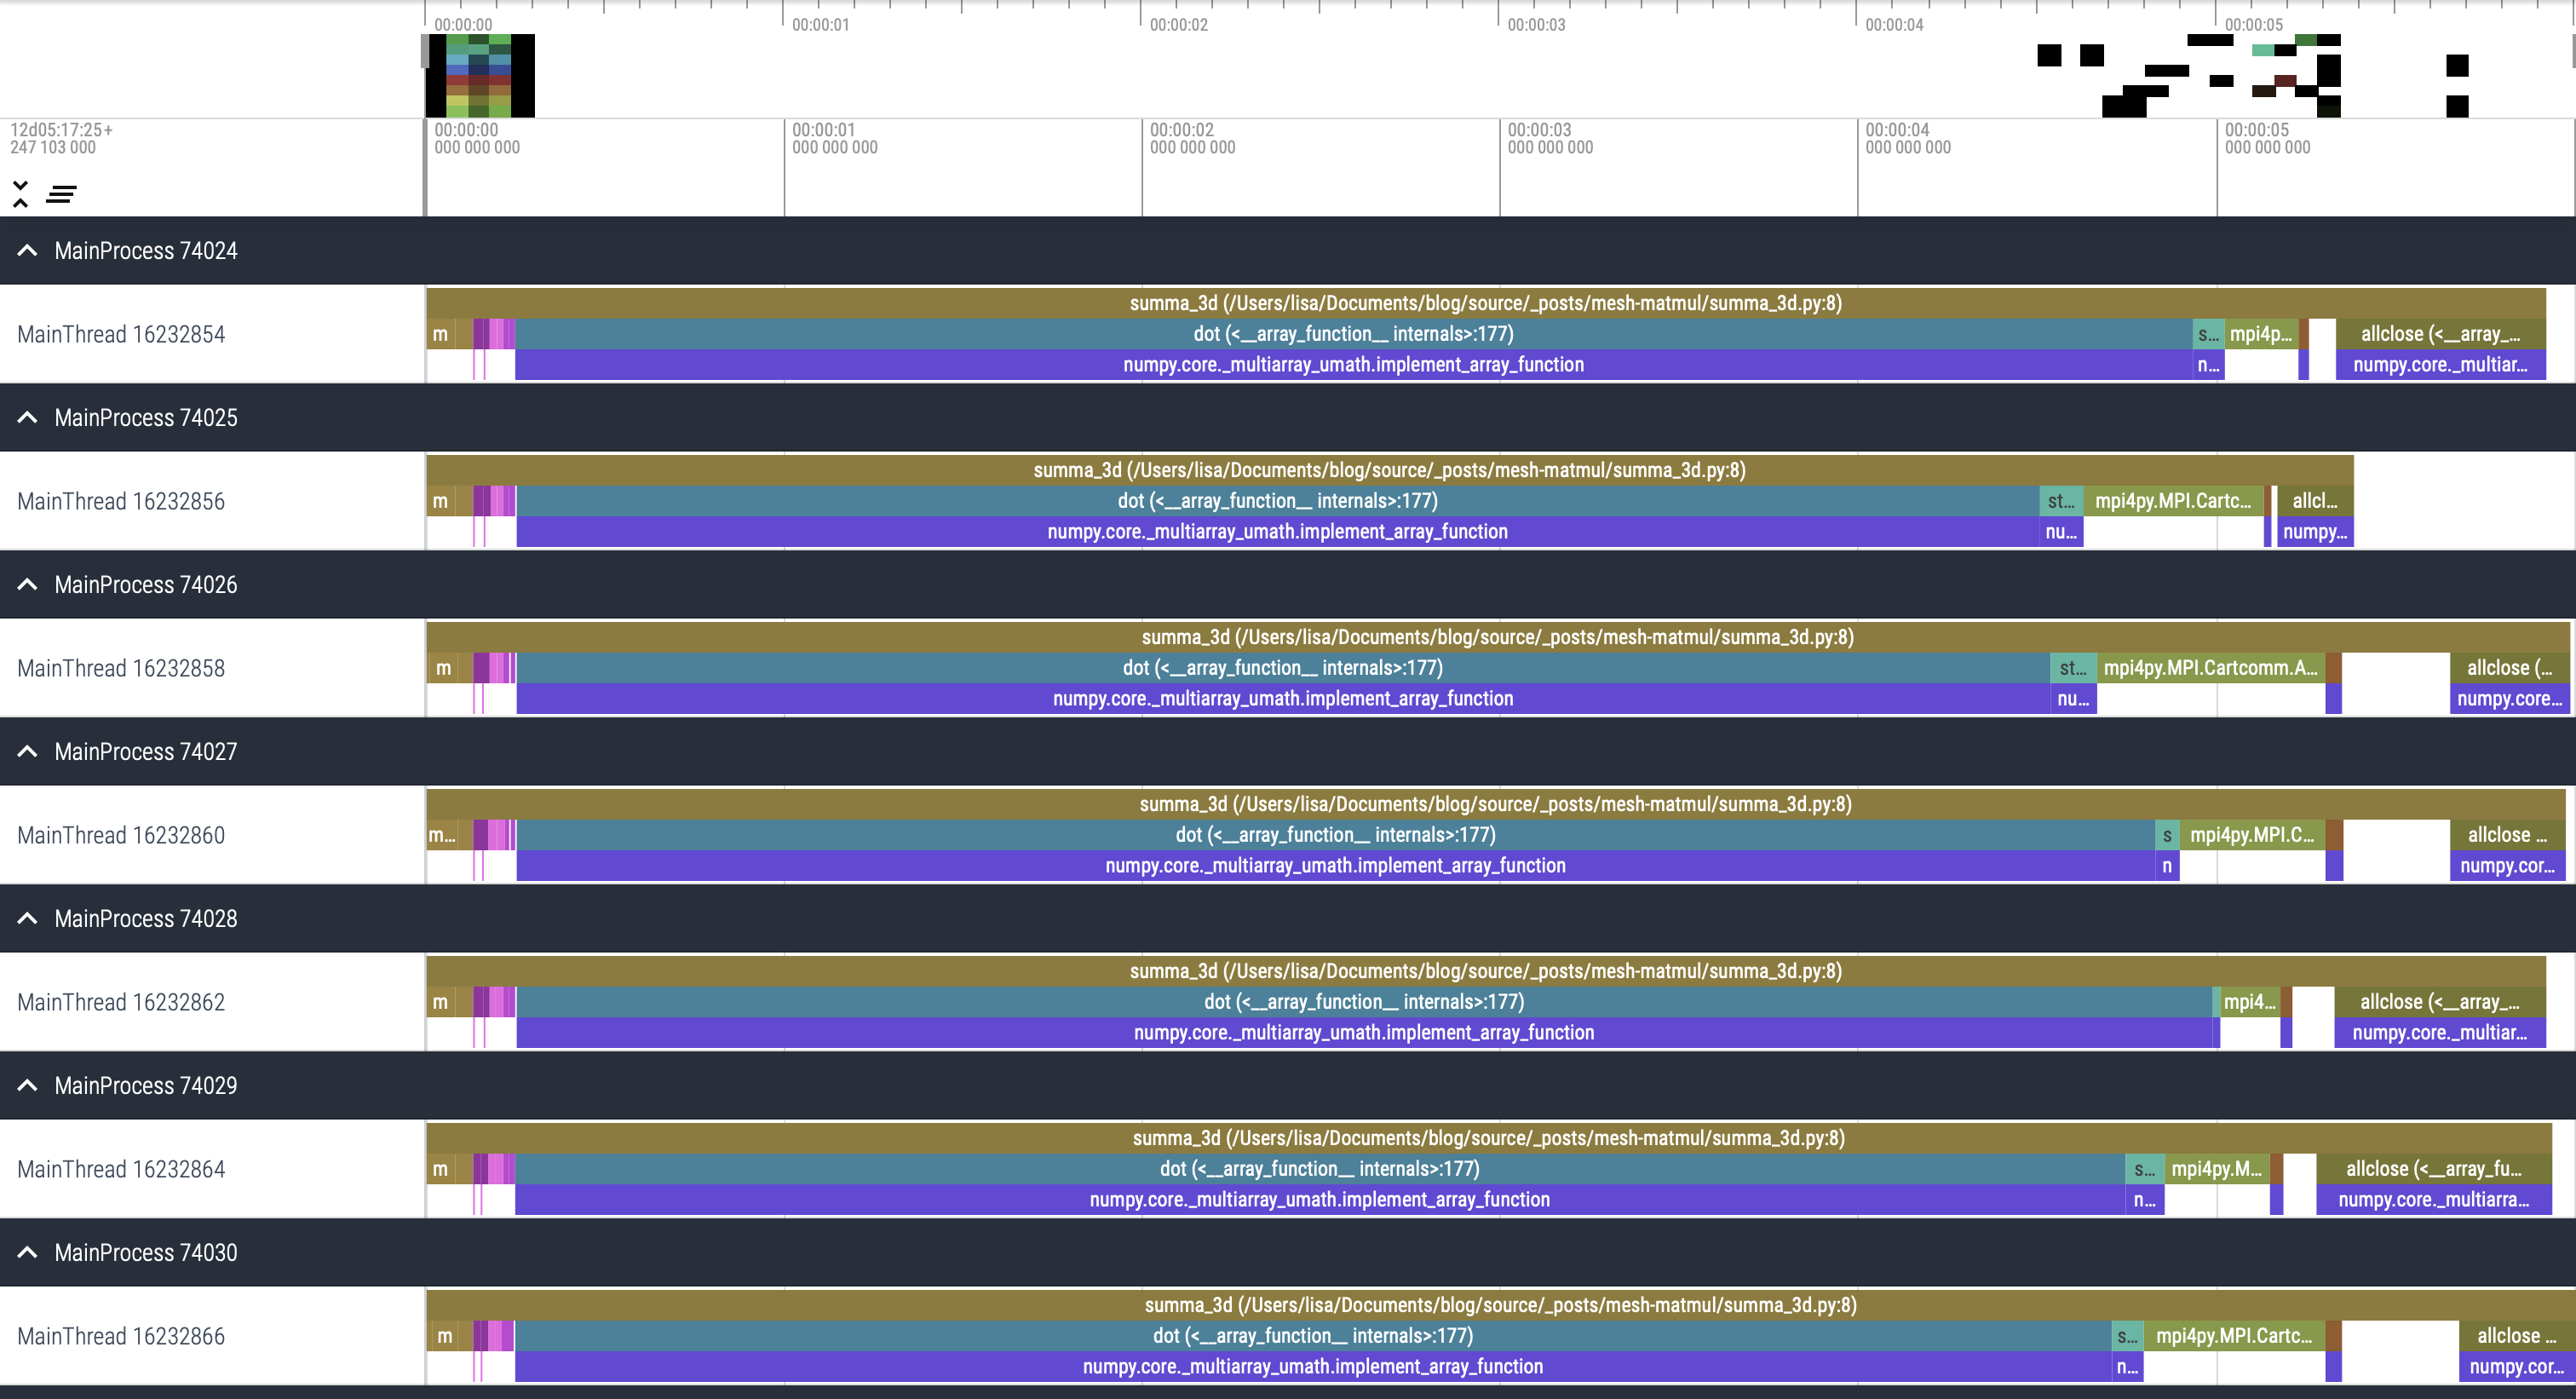 00:00:00 00:00:01 00:00:02 00:00:03 00:00:04 00:00:05
12d05:17:25+ 00:00:00 00:00:01 00:00:02 00:00:03 00:00:04 00:00:05
247 103 000 000 000 000 000 000 000 000 000 000 000 000 000 000 000 000 000 000 000
MainProcess 74024
summa_3d (/Users/lisa/Documents/blog/source/_posts/mesh-matmul/summa_3d.py:8)
MainThread 16232854 m dot (<__array_function__ internals>:177) s... mpi4p... allclose (<__array_...
numpy.core._multiarray_umath.implement_array_function n... numpy.core._multiar...
MainProcess 74025
summa_3d (/Users/lisa/Documents/blog/source/_posts/mesh-matmul/summa_3d.py:8)
MainThread 16232856 m dot (<__array_function__ internals>:177) st... mpi4py.MPI.Cartc... allcl...
numpy.core._multiarray_umath.implement_array_function nu... numpy...
MainProcess 74026
summa_3d (/Users/lisa/Documents/blog/source/_posts/mesh-matmul/summa_3d.py:8)
MainThread 16232858 m dot (<__array_function__ internals>:177) st... mpi4py.MPI.Cartcomm.A... allclose (...
numpy.core._multiarray_umath.implement_array_function nu... numpy.core...
MainProcess 74027
summa_3d (/Users/lisa/Documents/blog/source/_posts/mesh-matmul/summa_3d.py:8)
MainThread 16232860 m... dot (<__array_function__ internals>:177) s mpi4py.MPI.C... allclose ...
numpy.core._multiarray_umath.implement_array_function n numpy.cor...
MainProcess 74028
summa_3d (/Users/lisa/Documents/blog/source/_posts/mesh-matmul/summa_3d.py:8)
MainThread 16232862 m dot (<__array_function__ internals>:177) mpi4... allclose (<__array_...
numpy.core._multiarray_umath.implement_array_function numpy.core._multiar...
MainProcess 74029
summa_3d (/Users/lisa/Documents/blog/source/_posts/mesh-matmul/summa_3d.py:8)
MainThread 16232864 m dot (<__array_function__ internals>:177) s... mpi4py.M... allclose (<__array_fu...
numpy.core._multiarray_umath.implement_array_function n... numpy.core._multiarra...
MainProcess 74030
summa_3d (/Users/lisa/Documents/blog/source/_posts/mesh-matmul/summa_3d.py:8)
MainThread 16232866 m dot (<__array_function__ internals>:177) s... mpi4py.MPI.Cartc... allclose ...
numpy.core._multiarray_umath.implement_array_function n... numpy.cor...